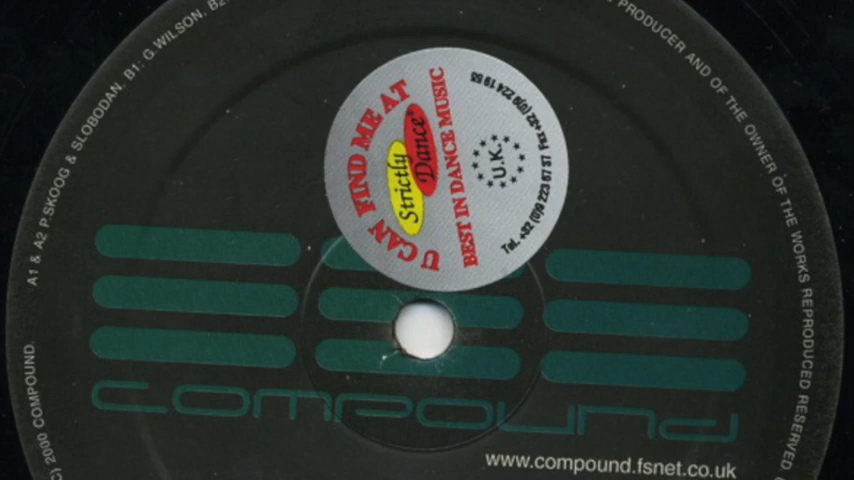 A1 & A2 P.SKOOG & SLOBODAN. B1: G.WILSON. B2
PRODUCER AND OF THE OWNER OF THE WORKS REPRODUCED RESERVED.
U CAN FIND ME AT
Strictly
Dance
BEST IN DANCE MUSIC
U.K.
Tel. +32 (0)9 223 67 57 Fax +32 (0)9 224 19 55
compound
www.compound.fsnet.co.uk
C) 2000 COMPOUND.